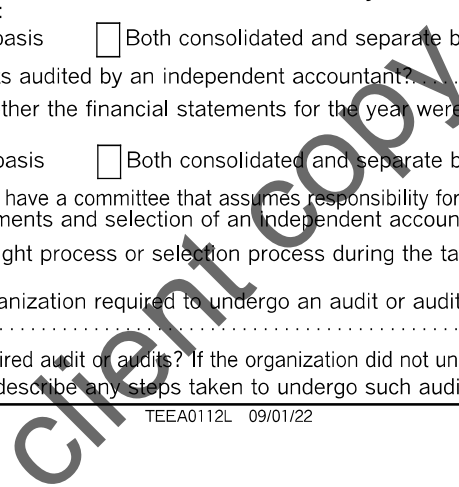 :
basis Both consolidated and separate b
s audited by an independent accountant?....
ther the financial statements for the year were
basis Both consolidated and separate b
have a committee that assumes responsibility for
ments and selection of an independent accoun
ght process or selection process during the ta
anization required to undergo an audit or audit
ired audit or audits? If the organization did not un
describe any steps taken to undergo such audi
TEEA0112L 09/01/22
client copy